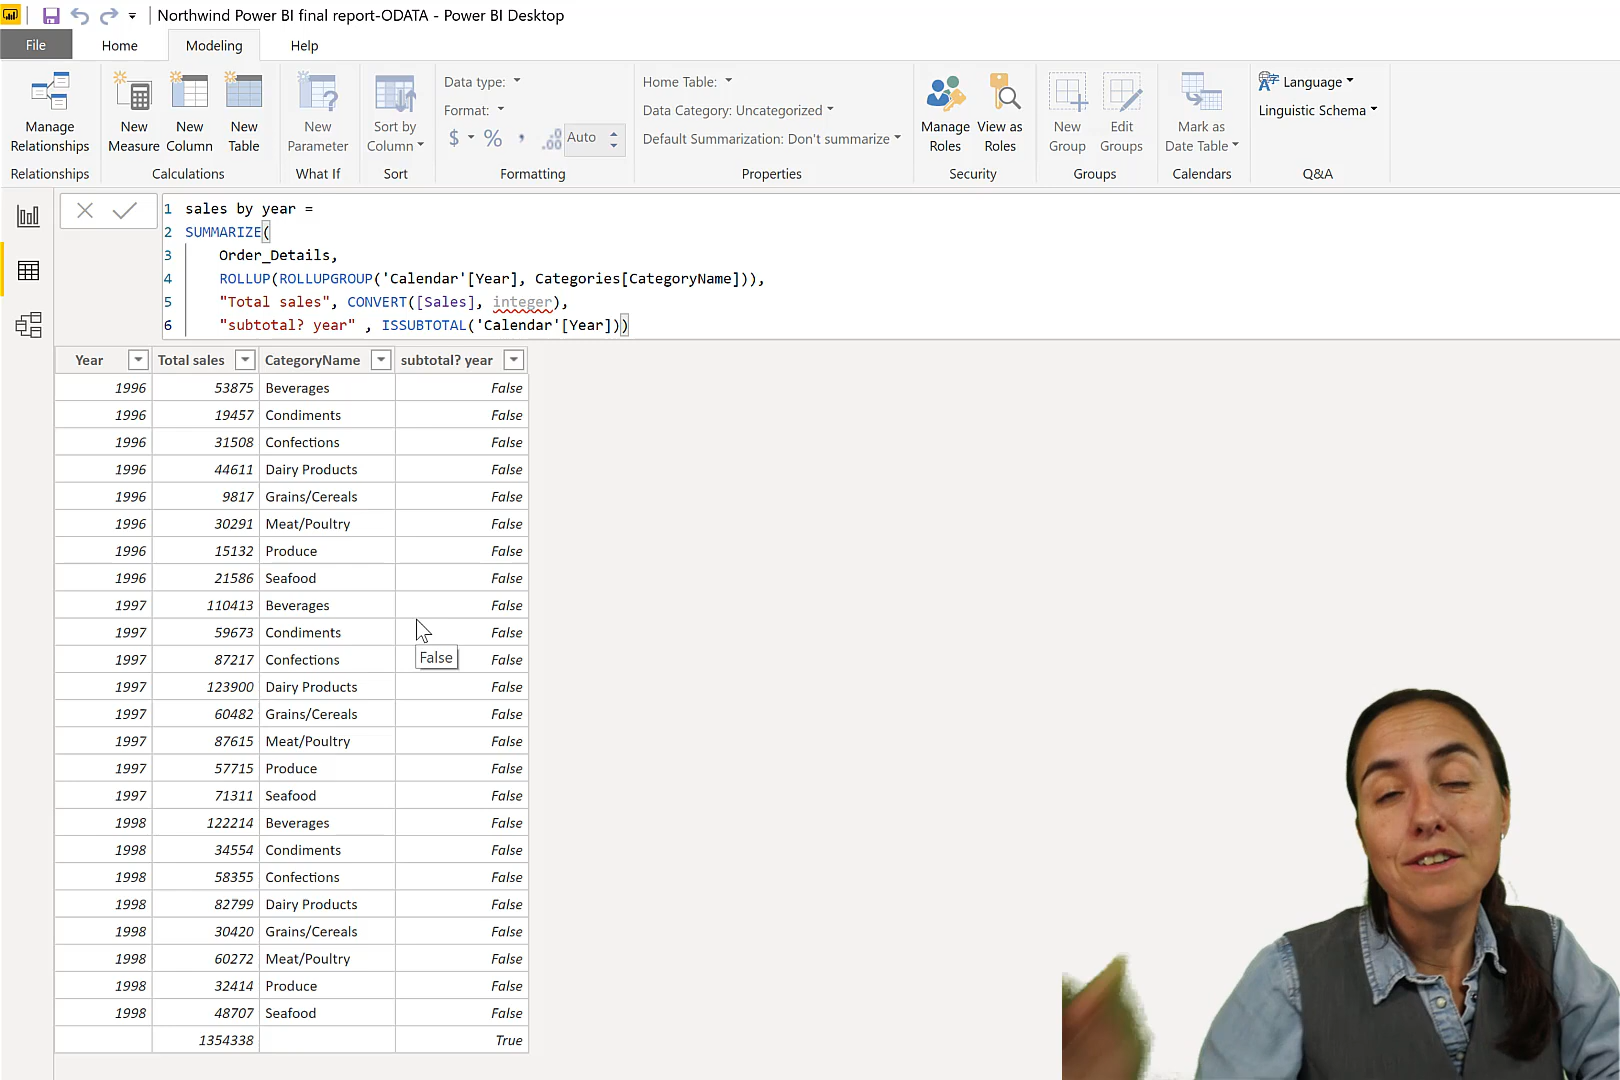 Northwind Power BI final report-ODATA - Power BI Desktop
File Home Modeling Help
Manage Relationships
New Measure
New Column
New Table
New Parameter
Sort by Column
Data type:
Format:
$ % , Auto
Home Table:
Data Category: Uncategorized
Default Summarization: Don't summarize
Manage Roles
View as Roles
New Group
Edit Groups
Mark as Date Table
Language
Linguistic Schema
Relationships Calculations What If Sort Formatting Properties Security Groups Calendars Q&A
1 sales by year =
2 SUMMARIZE(
3 Order_Details,
4 ROLLUP(ROLLUPGROUP('Calendar'[Year], Categories[CategoryName])),
5 "Total sales", CONVERT([Sales], integer),
6 "subtotal? year" , ISSUBTOTAL('Calendar'[Year]))
Year Total sales CategoryName subtotal? year
1996 53875 Beverages False
1996 19457 Condiments False
1996 31508 Confections False
1996 44611 Dairy Products False
1996 9817 Grains/Cereals False
1996 30291 Meat/Poultry False
1996 15132 Produce False
1996 21586 Seafood False
1997 110413 Beverages False
1997 59673 Condiments False
1997 87217 Confections False
False
1997 123900 Dairy Products False
1997 60482 Grains/Cereals False
1997 87615 Meat/Poultry False
1997 57715 Produce False
1997 71311 Seafood False
1998 122214 Beverages False
1998 34554 Condiments False
1998 58355 Confections False
1998 82799 Dairy Products False
1998 30420 Grains/Cereals False
1998 60272 Meat/Poultry False
1998 32414 Produce False
1998 48707 Seafood False
1354338 True